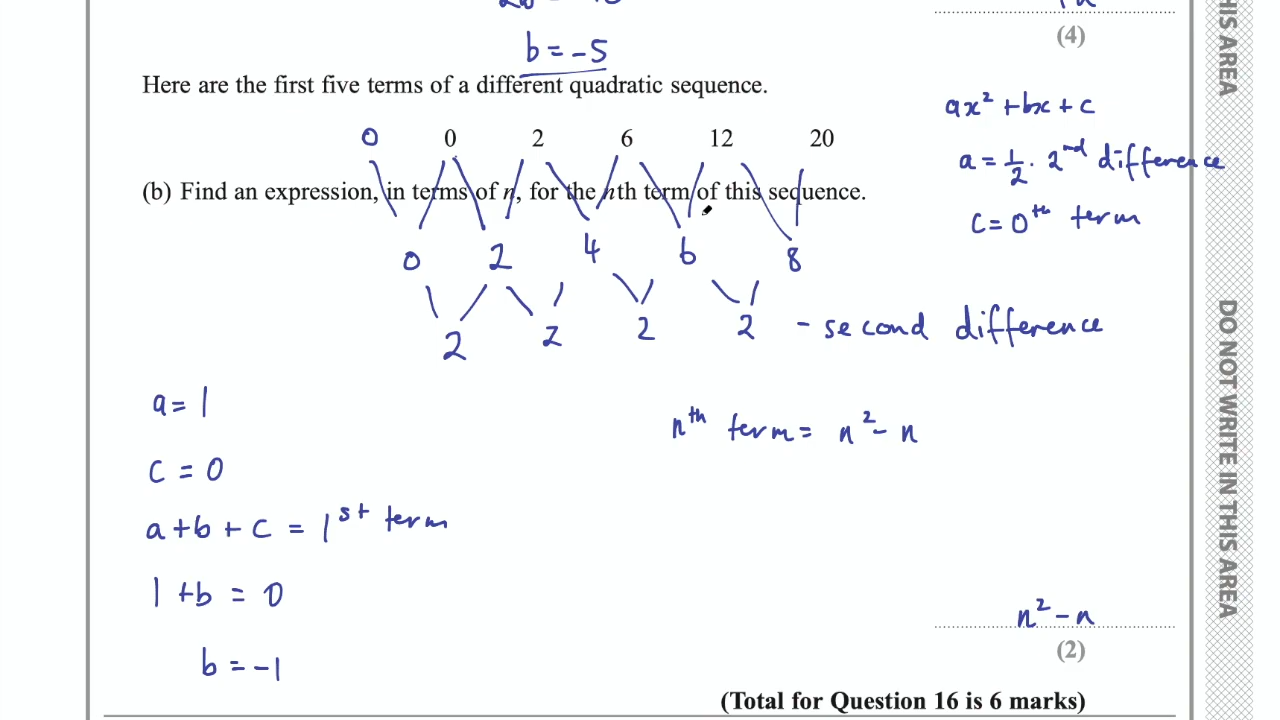 b = -5
(4)
Here are the first five terms of a different quadratic sequence.
ax² + bx + c
0 0 2 6 12 20
a = 1/2 · 2nd difference
(b) Find an expression, in terms of n, for the nth term of this sequence.
c = 0th term
0 2 4 6 8
2 2 2 2 - second difference
a = 1
nth term = n² - n
c = 0
a + b + c = 1st term
1 + b = 0
n² - n
(2)
b = -1
(Total for Question 16 is 6 marks)
THIS AREA
DO NOT WRITE IN THIS AREA